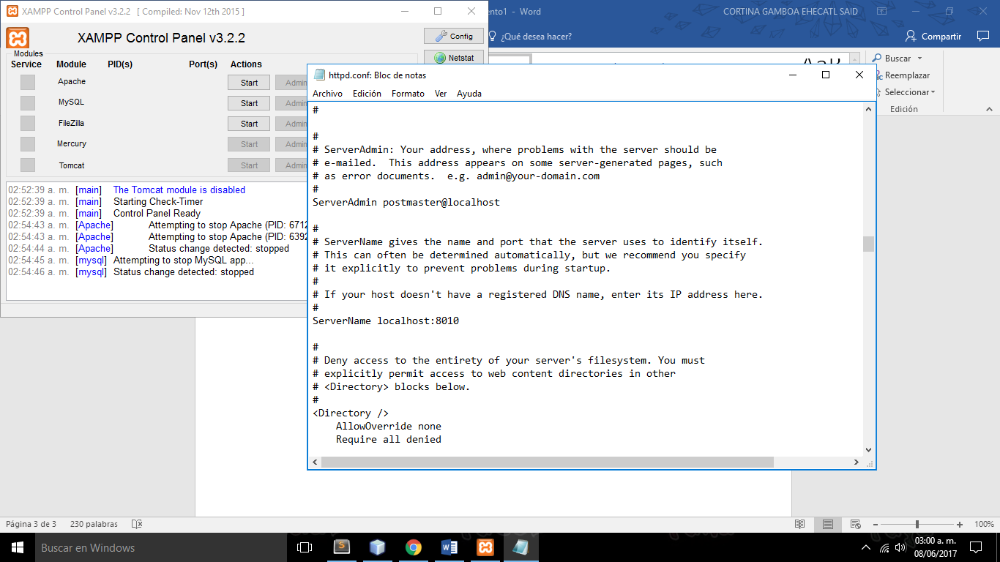 XAMPP Control Panel v3.2.2 [ Compiled: Nov 12th 2015 ]
XAMPP Control Panel v3.2.2
Config
Netstat
Modules
Service Module PID(s) Port(s) Actions
Apache Start Admin
MySQL Start Admin
FileZilla Start Admin
Mercury Start Admin
Tomcat Start Admin
02:52:39 a. m. [main] The Tomcat module is disabled
02:52:39 a. m. [main] Starting Check-Timer
02:52:39 a. m. [main] Control Panel Ready
02:54:43 a. m. [Apache] Attempting to stop Apache (PID: 6712
02:54:43 a. m. [Apache] Attempting to stop Apache (PID: 6392
02:54:44 a. m. [Apache] Status change detected: stopped
02:54:45 a. m. [mysql] Attempting to stop MySQL app...
02:54:46 a. m. [mysql] Status change detected: stopped
ento1 - Word
CORTINA GAMBOA EHECATL SAID
¿Qué desea hacer?
Compartir
Buscar
Reemplazar
Seleccionar
Edición
httpd.conf: Bloc de notas
Archivo Edición Formato Ver Ayuda
#
#
# ServerAdmin: Your address, where problems with the server should be
# e-mailed. This address appears on some server-generated pages, such
# as error documents. e.g. admin@your-domain.com
#
ServerAdmin postmaster@localhost
#
# ServerName gives the name and port that the server uses to identify itself.
# This can often be determined automatically, but we recommend you specify
# it explicitly to prevent problems during startup.
#
# If your host doesn't have a registered DNS name, enter its IP address here.
#
ServerName localhost:8010
#
# Deny access to the entirety of your server's filesystem. You must
# explicitly permit access to web content directories in other
# <Directory> blocks below.
#
<Directory />
AllowOverride none
Require all denied
Página 3 de 3 230 palabras
100%
Buscar en Windows
03:00 a. m.
08/06/2017